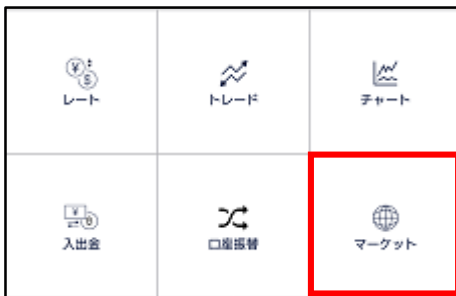 レート
トレード
チャート
入出金
口座振替
マーケット